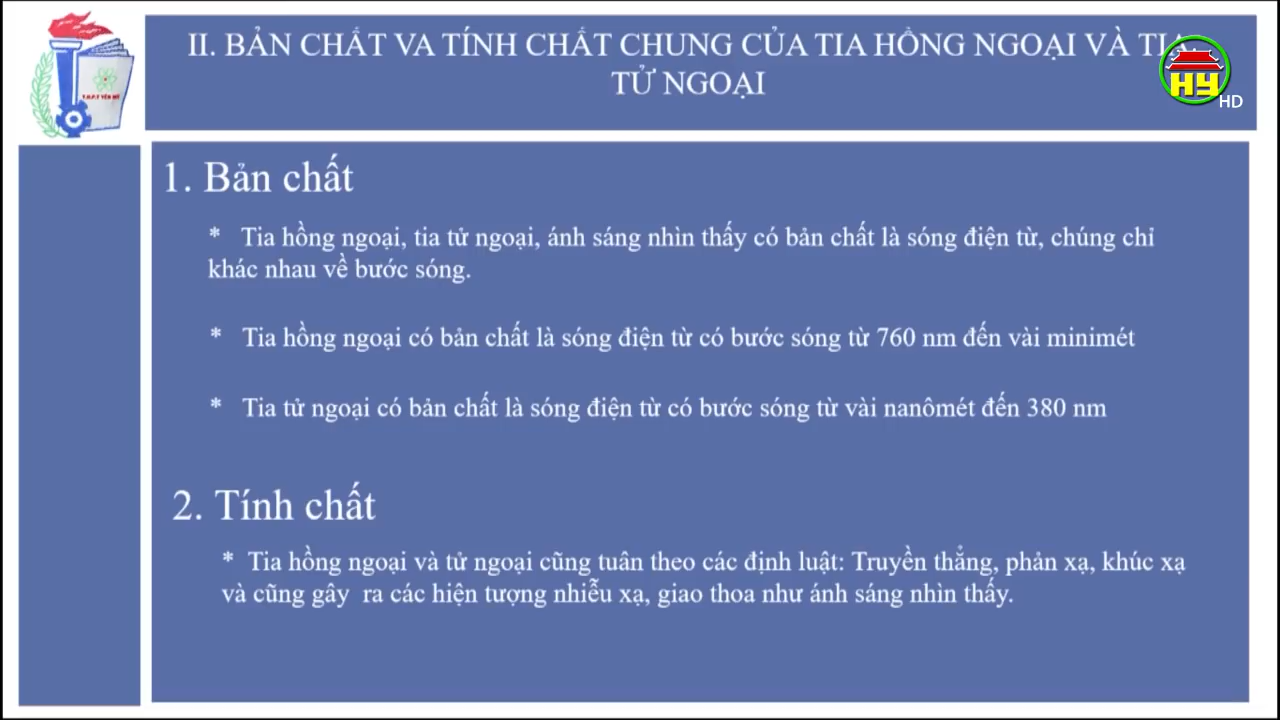 II. BẢN CHẤT VA TÍNH CHẤT CHUNG CỦA TIA HỒNG NGOẠI VÀ TIA
TỬ NGOẠI
HY
HD
1. Bản chất
* Tia hồng ngoại, tia tử ngoại, ánh sáng nhìn thấy có bản chất là sóng điện từ, chúng chỉ
khác nhau về bước sóng.
* Tia hồng ngoại có bản chất là sóng điện từ có bước sóng từ 760 nm đến vài minimét
* Tia tử ngoại có bản chất là sóng điện từ có bước sóng từ vài nanômét đến 380 nm
2. Tính chất
* Tia hồng ngoại và tử ngoại cũng tuân theo các định luật: Truyền thẳng, phản xạ, khúc xạ
và cũng gây ra các hiện tượng nhiễu xạ, giao thoa như ánh sáng nhìn thấy.